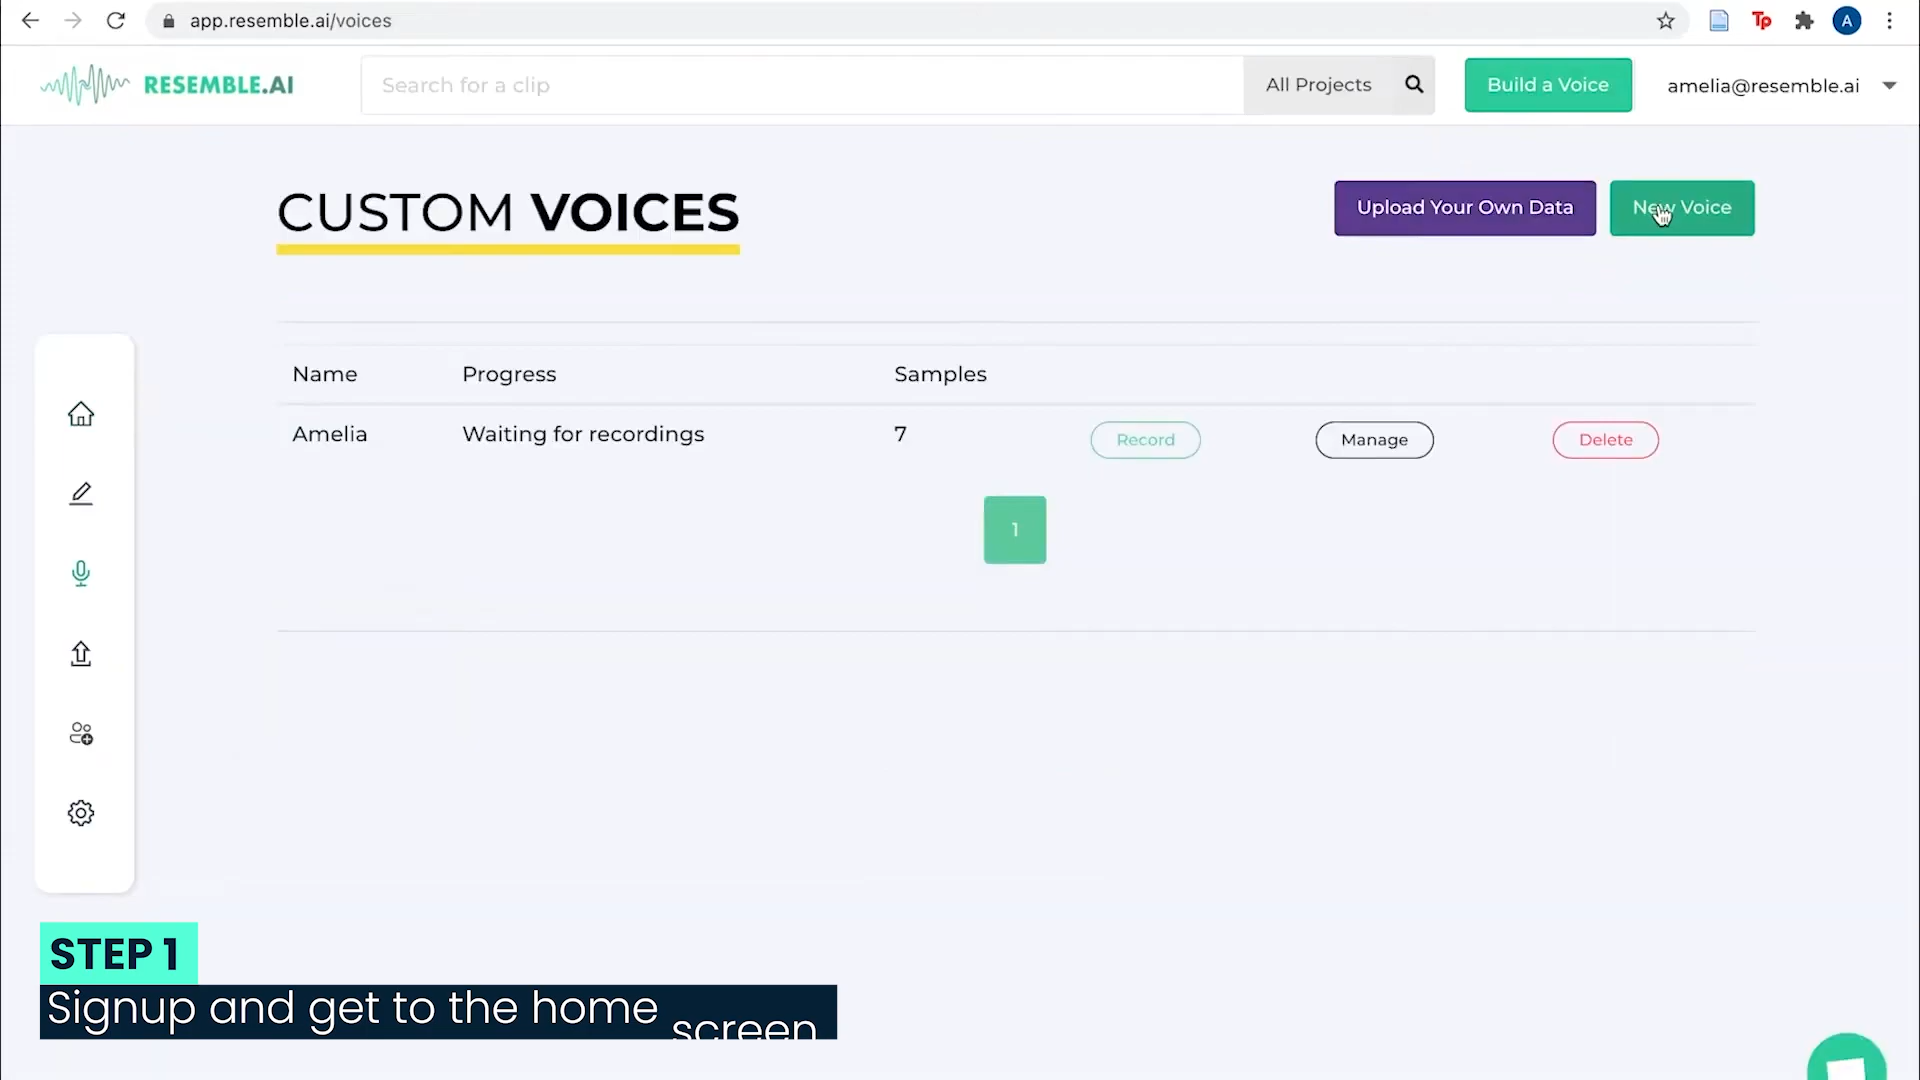 app.resemble.ai/voices
Tp
A
RESEMBLE.AI
Search for a clip
All Projects
Build a Voice
amelia@resemble.ai
CUSTOM VOICES
Upload Your Own Data
New Voice
Name Progress Samples
Amelia Waiting for recordings 7 Record Manage Delete
1
STEP 1
Signup and get to the home screen